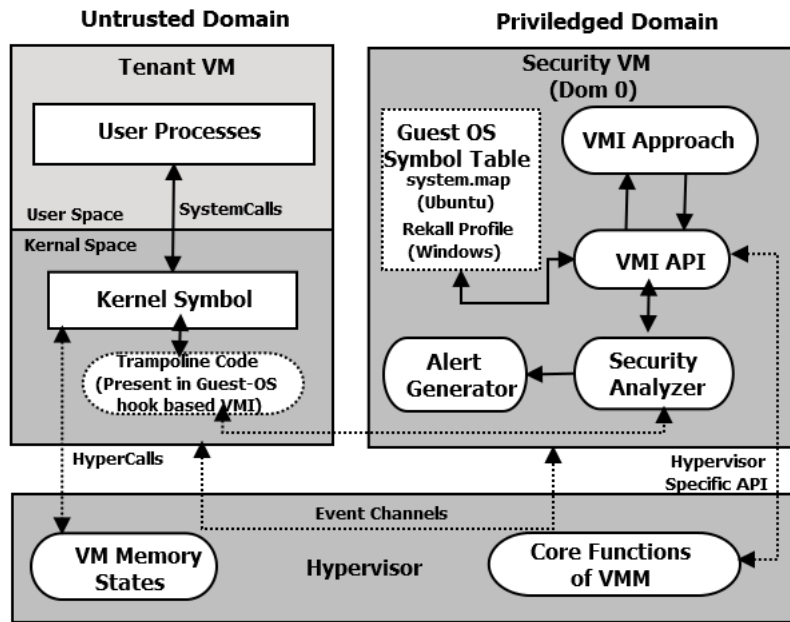 Untrusted Domain
Priviledged Domain
Tenant VM
User Processes
SystemCalls
User Space
Kernal Space
Kernel Symbol
Trampoline Code
(Present in Guest-OS
hook based VMI)
HyperCalls
Security VM
(Dom 0)
Guest OS
Symbol Table
system.map
(Ubuntu)
Rekall Profile
(Windows)
VMI Approach
VMI API
Alert
Generator
Security
Analyzer
Hypervisor
Specific API
Event Channels
VM Memory
States
Hypervisor
Core Functions
of VMM